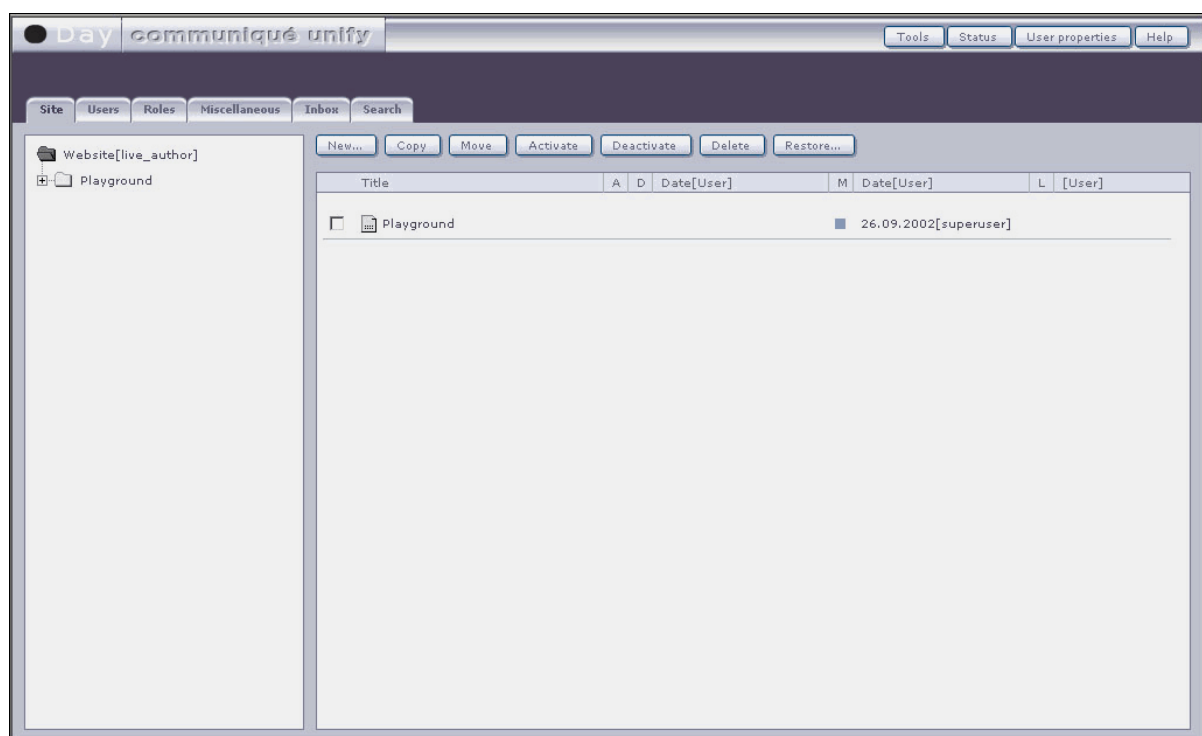 Day communiqué unify
Tools Status User properties Help
Site Users Roles Miscellaneous Inbox Search
Website[live_author]
Playground
New... Copy Move Activate Deactivate Delete Restore...
Title A D Date[User] M Date[User] L [User]
Playground 26.09.2002[superuser]